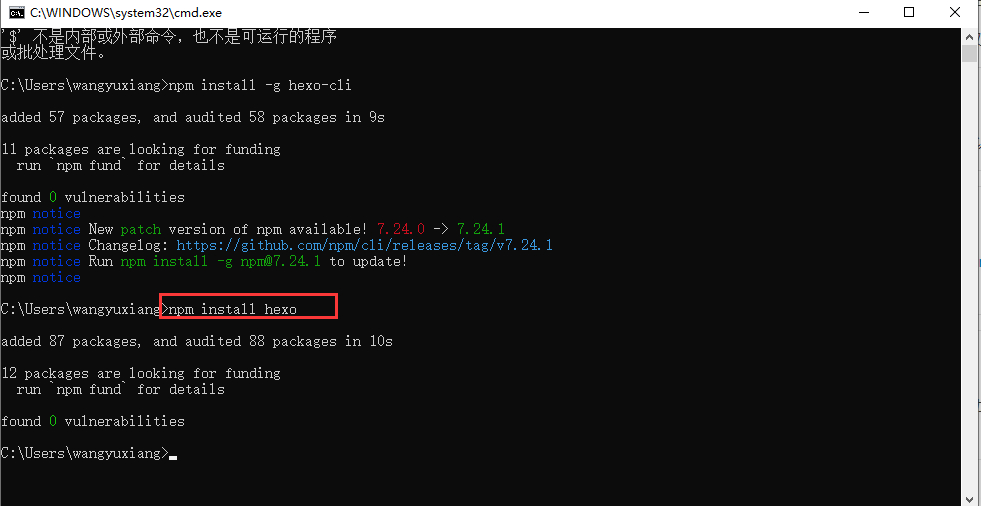 C:\WINDOWS\system32\cmd.exe
'$' 不是内部或外部命令，也不是可运行的程序
或批处理文件。
C:\Users\wangyuxiang>npm install -g hexo-cli
added 57 packages, and audited 58 packages in 9s
11 packages are looking for funding
run `npm fund` for details
found 0 vulnerabilities
npm notice
npm notice New patch version of npm available! 7.24.0 -> 7.24.1
npm notice Changelog: https://github.com/npm/cli/releases/tag/v7.24.1
npm notice Run npm install -g npm@7.24.1 to update!
npm notice
C:\Users\wangyuxiang>npm install hexo
added 87 packages, and audited 88 packages in 10s
12 packages are looking for funding
run `npm fund` for details
found 0 vulnerabilities
C:\Users\wangyuxiang>